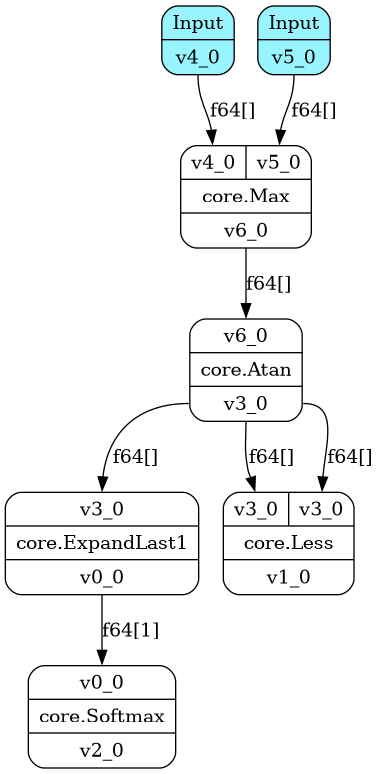 Input
v4_0
Input
v5_0
f64[]
f64[]
v4_0
v5_0
core.Max
v6_0
f64[]
v6_0
core.Atan
v3_0
f64[]
f64[]
f64[]
v3_0
core.ExpandLast1
v0_0
v3_0
v3_0
core.Less
v1_0
f64[1]
v0_0
core.Softmax
v2_0